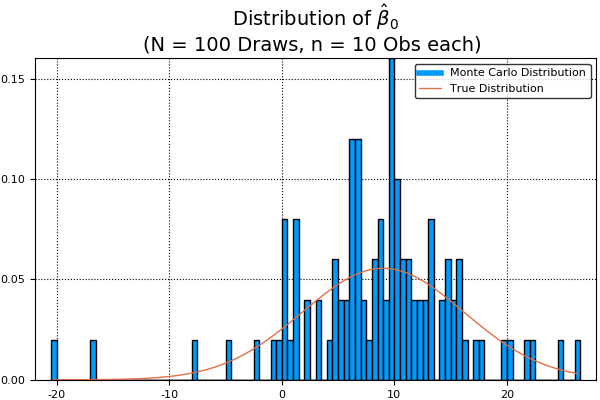 Distribution of β̂₀
(N = 100 Draws, n = 10 Obs each)
Monte Carlo Distribution
True Distribution
0.15
0.10
0.05
0.00
-20 -10 0 10 20